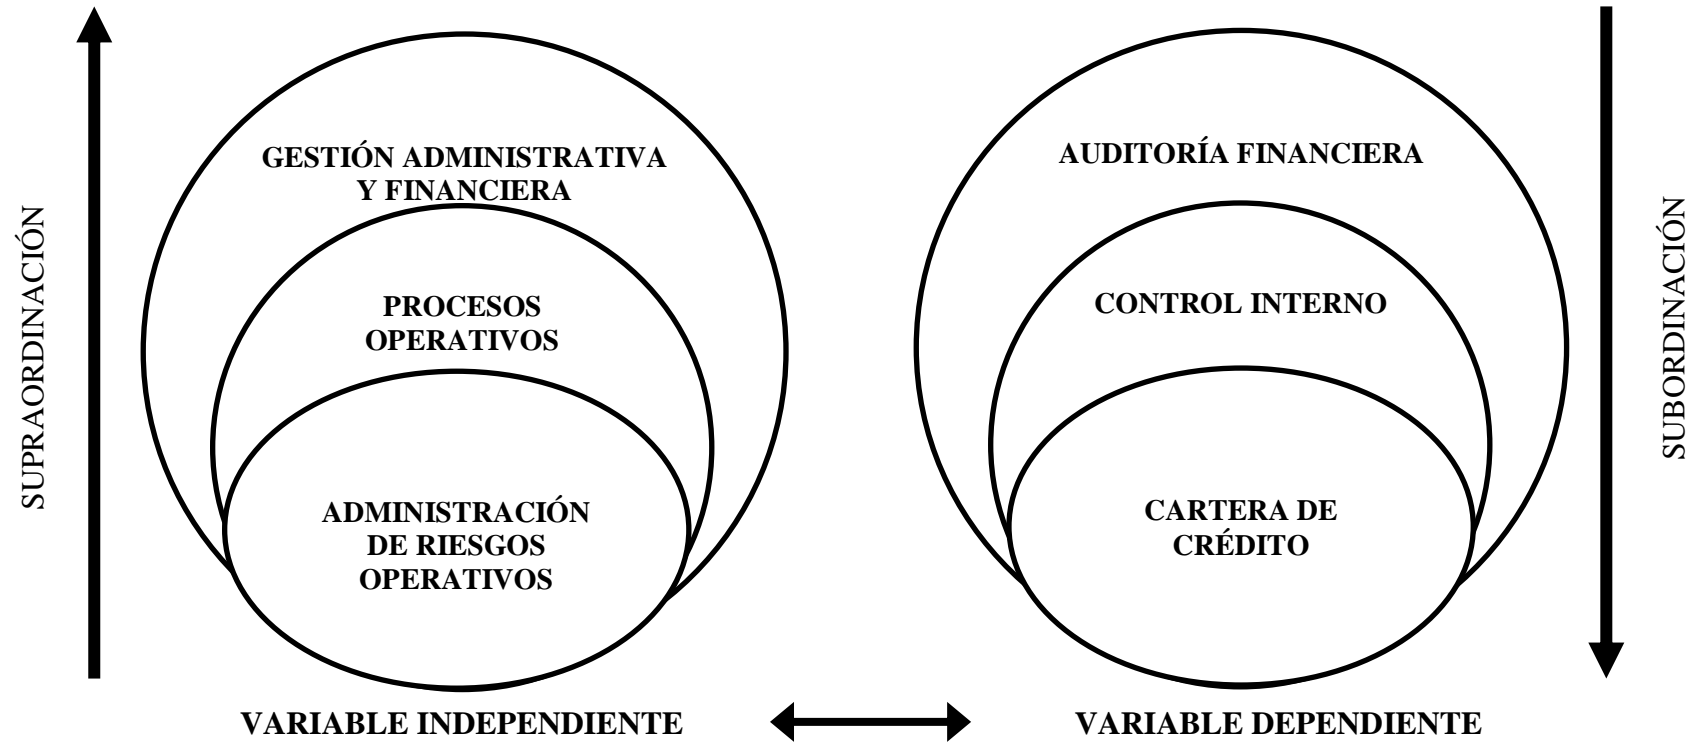 SUPRAORDINACIÓN
GESTIÓN ADMINISTRATIVA
Y FINANCIERA
PROCESOS
OPERATIVOS
ADMINISTRACIÓN
DE RIESGOS
OPERATIVOS
VARIABLE INDEPENDIENTE
AUDITORÍA FINANCIERA
CONTROL INTERNO
CARTERA DE
CRÉDITO
VARIABLE DEPENDIENTE
SUBORDINACIÓN